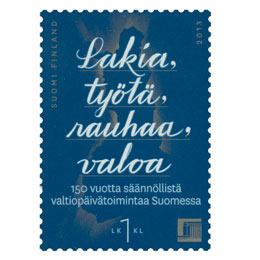 SUOMI FINLAND
2013
Lakia,
työtä,
rauhaa,
valoa
150 vuotta säännöllistä
valtiopäivätoimintaa Suomessa
LK 1 KL